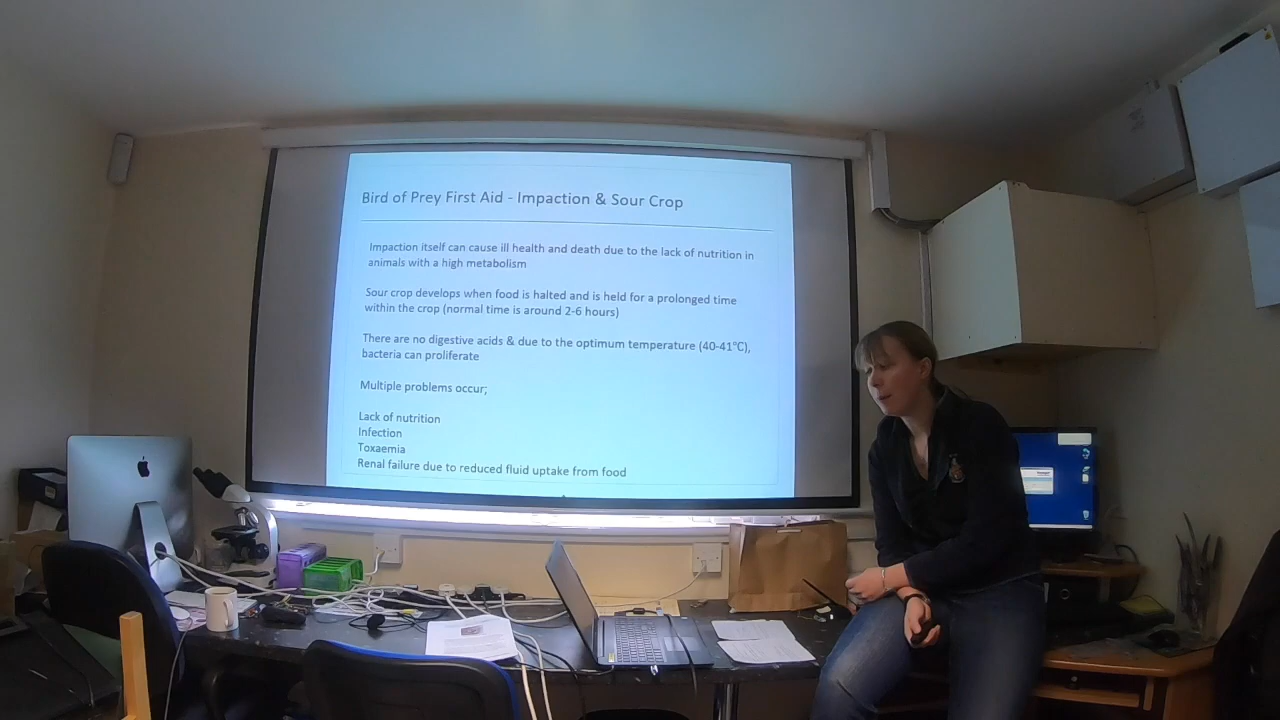 Bird of Prey First Aid - Impaction & Sour Crop
Impaction itself can cause ill health and death due to the lack of nutrition in
animals with a high metabolism
Sour crop develops when food is halted and is held for a prolonged time
within the crop (normal time is around 2-6 hours)
There are no digestive acids & due to the optimum temperature (40-41°C),
bacteria can proliferate
Multiple problems occur;
Lack of nutrition
Infection
Toxaemia
Renal failure due to reduced fluid uptake from food